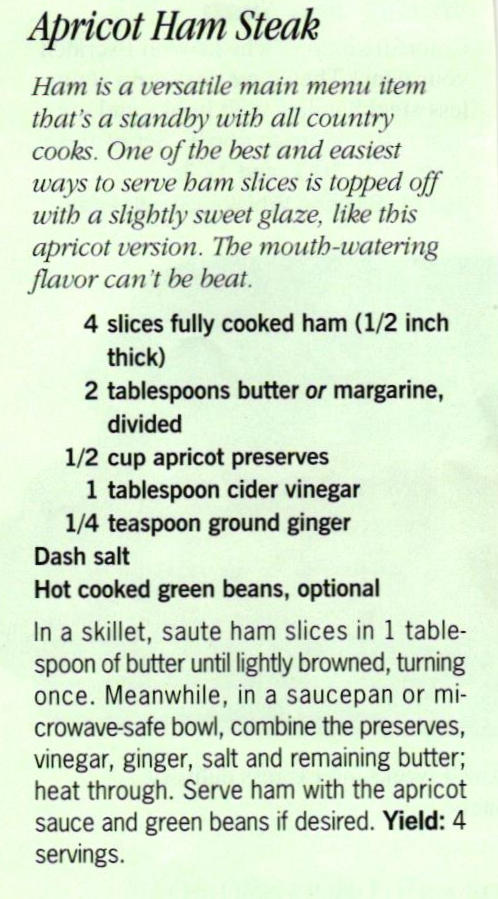 Apricot Ham Steak
Ham is a versatile main menu item
that's a standby with all country
cooks. One of the best and easiest
ways to serve ham slices is topped off
with a slightly sweet glaze, like this
apricot version. The mouth-watering
flavor can't be beat.
4 slices fully cooked ham (1/2 inch
thick)
2 tablespoons butter or margarine,
divided
1/2 cup apricot preserves
1 tablespoon cider vinegar
1/4 teaspoon ground ginger
Dash salt
Hot cooked green beans, optional
In a skillet, saute ham slices in 1 table-
spoon of butter until lightly browned, turning
once. Meanwhile, in a saucepan or mi-
crowave-safe bowl, combine the preserves,
vinegar, ginger, salt and remaining butter;
heat through. Serve ham with the apricot
sauce and green beans if desired. Yield: 4
servings.